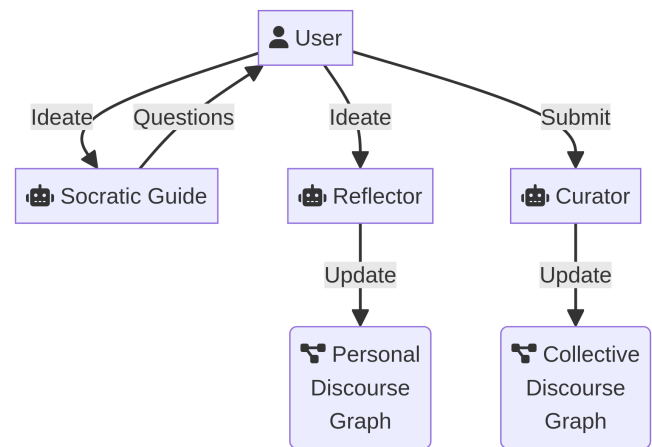 User
Ideate
Questions
Ideate
Submit
Socratic Guide
Reflector
Curator
Update
Update
Personal
Discourse
Graph
Collective
Discourse
Graph